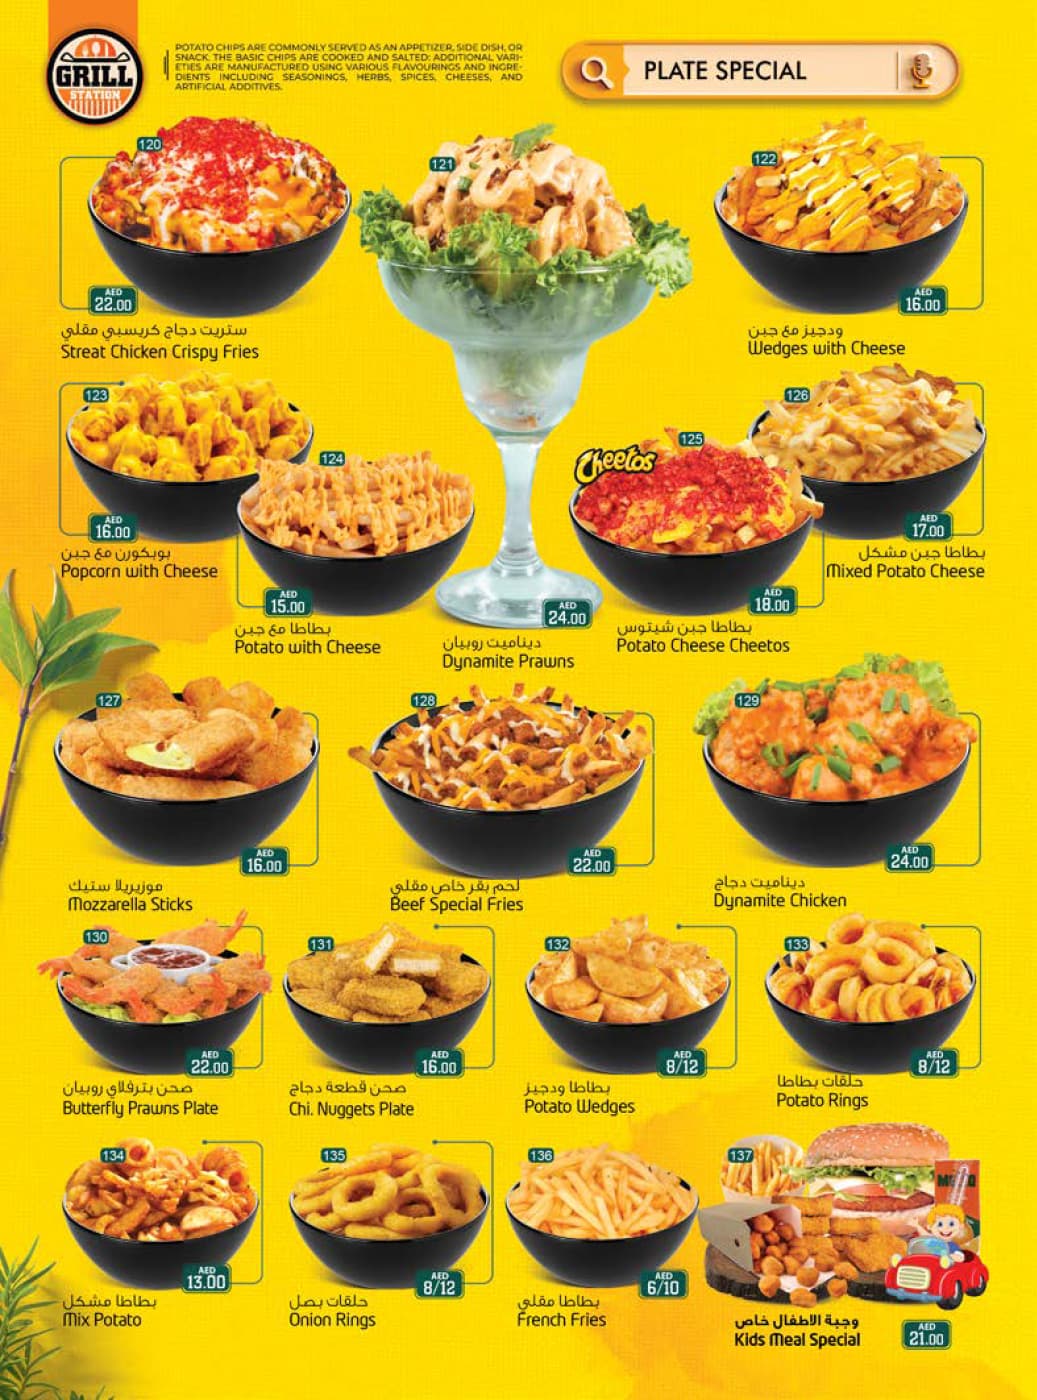 GRILL
STATION
POTATO CHIPS ARE COMMONLY SERVED AS AN APPETIZER, SIDE DISH, OR
SNACK. THE BASIC CHIPS ARE COOKED AND SALTED: ADDITIONAL VARI-
ETIES ARE MANUFACTURED USING VARIOUS FLAVOURINGS AND INGRE-
DIENTS INCLUDING SEASONINGS, HERBS, SPICES, CHEESES, AND
ARTIFICIAL ADDITIVES.
PLATE SPECIAL
120
AED
22.00
ستريت دجاج كريسبي مقلي
Streat Chicken Crispy Fries
121
AED
24.00
ديناميت روبيان
Dynamite Prawns
122
AED
16.00
ودجيز مع جبن
Wedges with Cheese
123
AED
16.00
بوبكورن مع جبن
Popcorn with Cheese
124
AED
15.00
بطاطا مع جبن
Potato with Cheese
Cheetos
125
AED
18.00
بطاطا جبن شيتوس
Potato Cheese Cheetos
126
AED
17.00
بطاطا جبن مشكل
Mixed Potato Cheese
127
AED
16.00
موزيريلا ستيك
Mozzarella Sticks
128
AED
22.00
لحم بقر خاص مقلي
Beef Special Fries
129
AED
24.00
ديناميت دجاج
Dynamite Chicken
130
AED
22.00
صحن بترفلاي روبيان
Butterfly Prawns Plate
131
AED
16.00
صحن قطعة دجاج
Chi. Nuggets Plate
132
AED
8/12
بطاطا ودجيز
Potato Wedges
133
AED
8/12
حلقات بطاطا
Potato Rings
134
AED
13.00
بطاطا مشكل
Mix Potato
135
AED
8/12
حلقات بصل
Onion Rings
136
AED
6/10
بطاطا مقلي
French Fries
137
وجبة الاطفال خاص
Kids Meal Special
AED
21.00